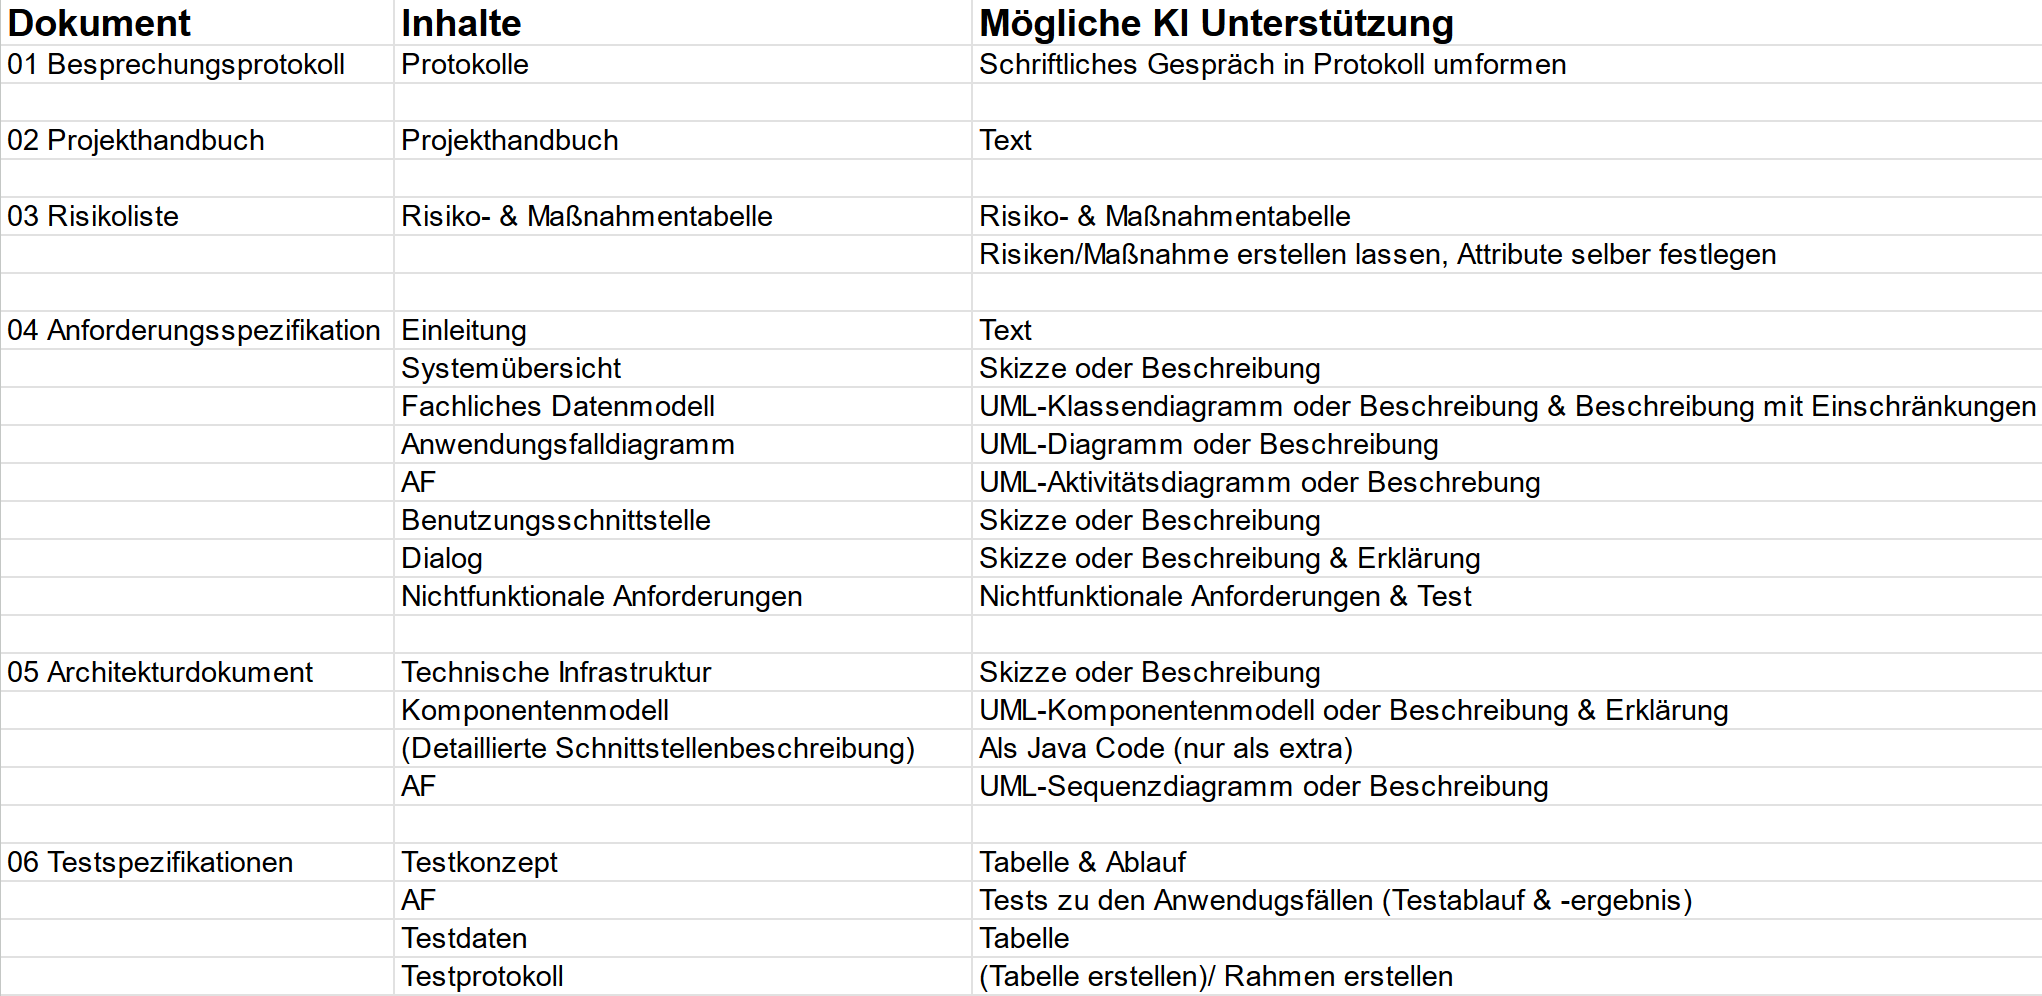 Dokument Inhalte Mögliche KI Unterstützung
01 Besprechungsprotokoll Protokolle Schriftliches Gespräch in Protokoll umformen
02 Projekthandbuch Projekthandbuch Text
03 Risikoliste Risiko- & Maßnahmentabelle Risiko- & Maßnahmentabelle
Risiken/Maßnahme erstellen lassen, Attribute selber festlegen
04 Anforderungsspezifikation Einleitung Text
Systemübersicht Skizze oder Beschreibung
Fachliches Datenmodell UML-Klassendiagramm oder Beschreibung & Beschreibung mit Einschränkungen
Anwendungsfalldiagramm UML-Diagramm oder Beschreibung
AF UML-Aktivitätsdiagramm oder Beschrebung
Benutzungsschnittstelle Skizze oder Beschreibung
Dialog Skizze oder Beschreibung & Erklärung
Nichtfunktionale Anforderungen Nichtfunktionale Anforderungen & Test
05 Architekturdokument Technische Infrastruktur Skizze oder Beschreibung
Komponentenmodell UML-Komponentenmodell oder Beschreibung & Erklärung
(Detaillierte Schnittstellenbeschreibung) Als Java Code (nur als extra)
AF UML-Sequenzdiagramm oder Beschreibung
06 Testspezifikationen Testkonzept Tabelle & Ablauf
AF Tests zu den Anwendugsfällen (Testablauf & -ergebnis)
Testdaten Tabelle
Testprotokoll (Tabelle erstellen)/ Rahmen erstellen